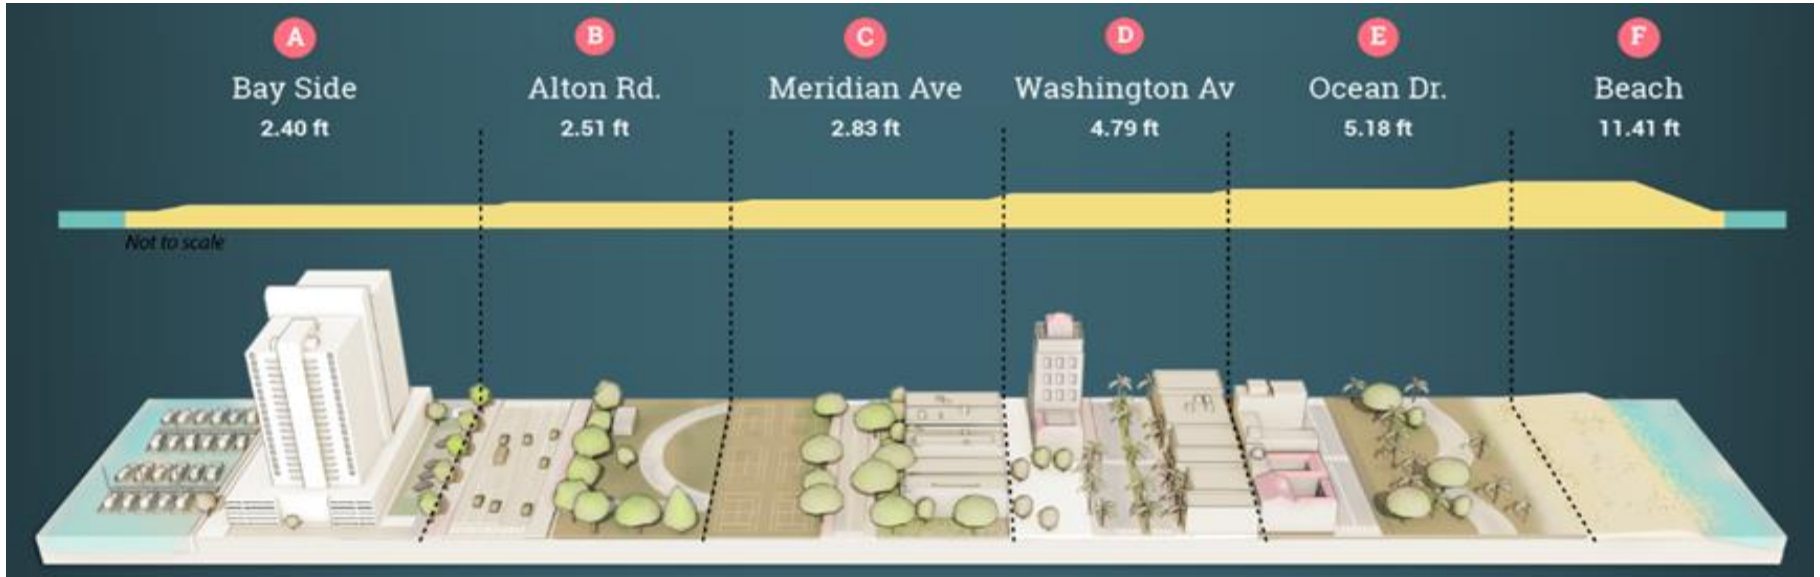 A
Bay Side
2.40 ft
B
Alton Rd.
2.51 ft
C
Meridian Ave
2.83 ft
D
Washington Av
4.79 ft
E
Ocean Dr.
5.18 ft
F
Beach
11.41 ft
Not to scale